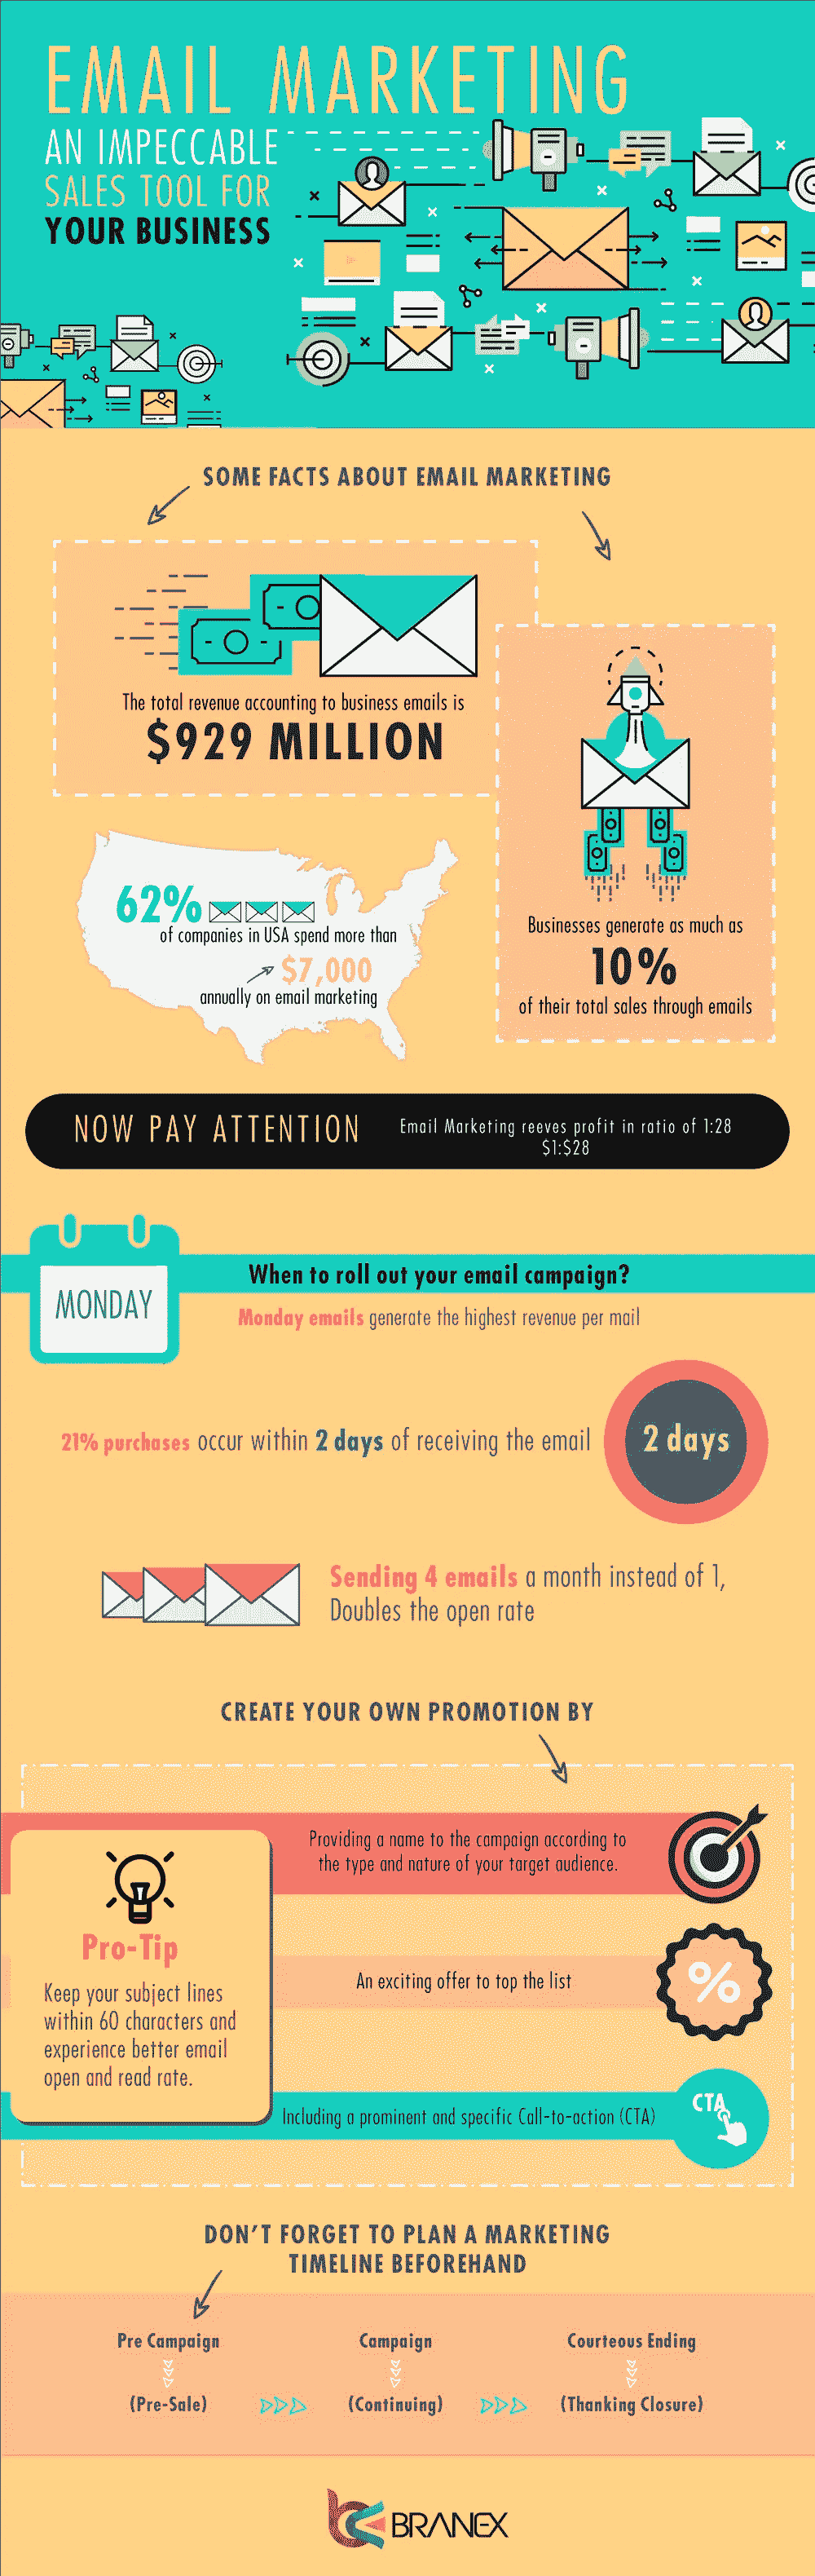 EMAIL MARKETING
AN IMPECCABLE
SALES TOOL FOR
YOUR BUSINESS
SOME FACTS ABOUT EMAIL MARKETING
The total revenue accounting to business emails is
$929 MILLION
62%
of companies in USA spend more than
$7,000
annually on email marketing
Businesses generate as much as
10%
of their total sales through emails
NOW PAY ATTENTION
Email Marketing reeves profit in ratio of 1:28
$1:$28
MONDAY
When to roll out your email campaign?
Monday emails generate the highest revenue per mail
21% purchases occur within 2 days of receiving the email
2 days
Sending 4 emails a month instead of 1,
Doubles the open rate
CREATE YOUR OWN PROMOTION BY
Providing a name to the campaign according to
the type and nature of your target audience.
Pro-Tip
Keep your subject lines
within 60 characters and
experience better email
open and read rate.
An exciting offer to top the list
%
Including a prominent and specific Call-to-action (CTA)
CTA
DON'T FORGET TO PLAN A MARKETING
TIMELINE BEFOREHAND
Pre Campaign
Campaign
Courteous Ending
(Pre-Sale)
(Continuing)
(Thanking Closure)
BRANEX